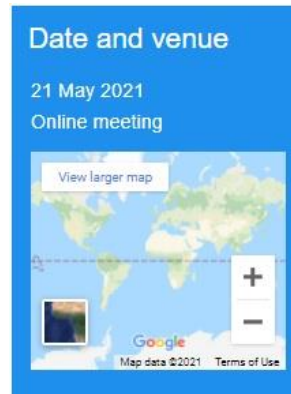 Date and venue
21 May 2021
Online meeting
View larger map
+
−
Google
Map data ©2021 Terms of Use